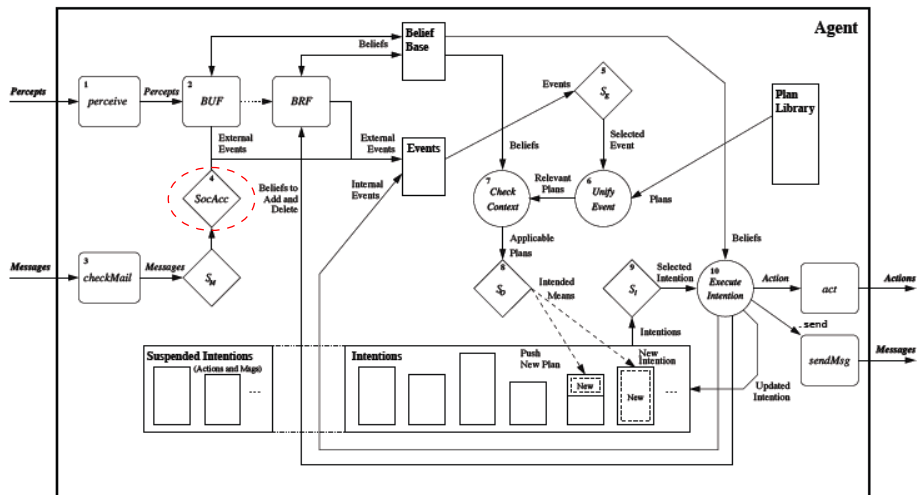 Agent
Belief
Base
Beliefs
1
perceive
Percepts
Percepts
2
BUF
BRF
Events
5
S_E
Plan
Library
External
Events
External
Events
Events
Selected
Event
Beliefs
4
SocAcc
Beliefs to
Add and
Delete
Internal
Events
7
Check
Context
Relevant
Plans
6
Unify
Event
Plans
Messages
3
checkMail
Messages
S_M
Applicable
Plans
8
S_O
Intended
Means
9
S_I
Selected
Intention
Beliefs
10
Execute
Intention
Action
act
Actions
.send
sendMsg
Messages
Intentions
Suspended Intentions
(Actions and Msgs)
...
Intentions
Push
New Plan
New
Intention
New
New
...
Updated
Intention